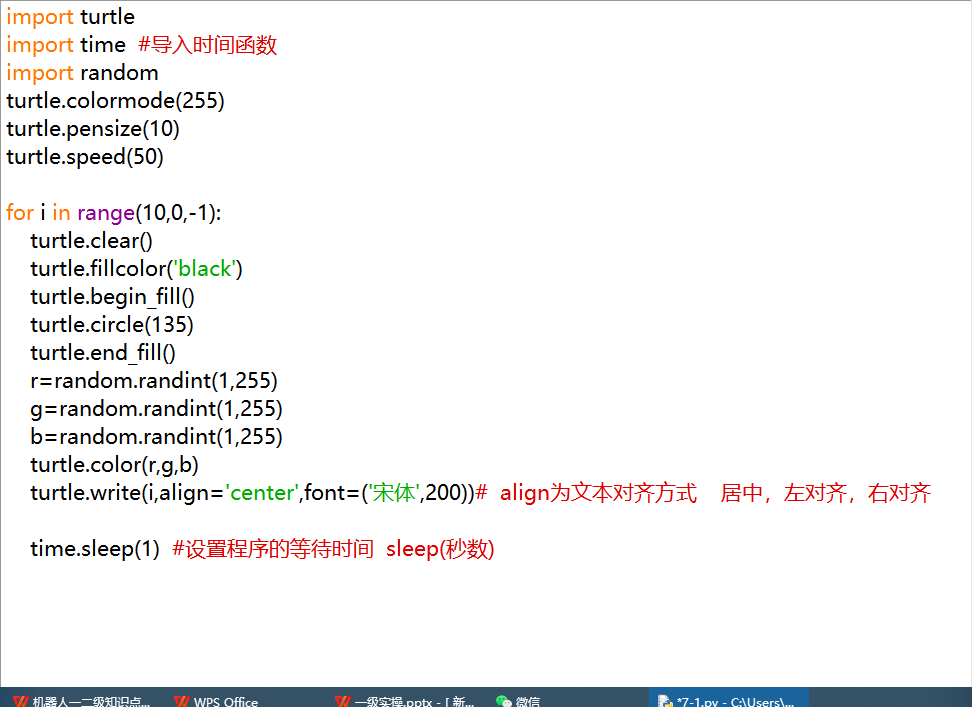 import turtle
import time  #导入时间函数
import random
turtle.colormode(255)
turtle.pensize(10)
turtle.speed(50)
for i in range(10,0,-1):
    turtle.clear()
    turtle.fillcolor('black')
    turtle.begin_fill()
    turtle.circle(135)
    turtle.end_fill()
    r=random.randint(1,255)
    g=random.randint(1,255)
    b=random.randint(1,255)
    turtle.color(r,g,b)
    turtle.write(i,align='center',font=('宋体',200))#  align为文本对齐方式   居中，左对齐，右对齐
    time.sleep(1)  #设置程序的等待时间  sleep(秒数)
机器人一二级知识点... WPS Office 一级实操.pptx - [ 新... 微信 *7-1.py - C:\Users\...